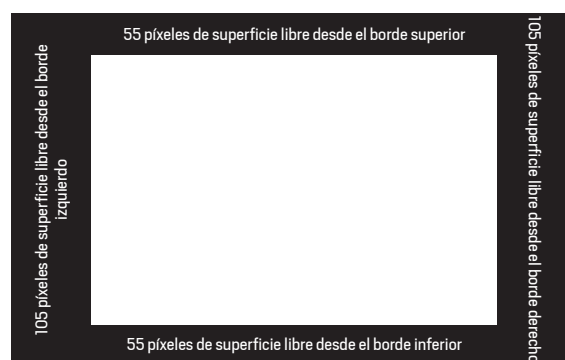 55 píxeles de superficie libre desde el borde superior
105 píxeles de superficie libre desde el borde
izquierdo
105 píxeles de superficie libre desde el borde derecho
55 píxeles de superficie libre desde el borde inferior